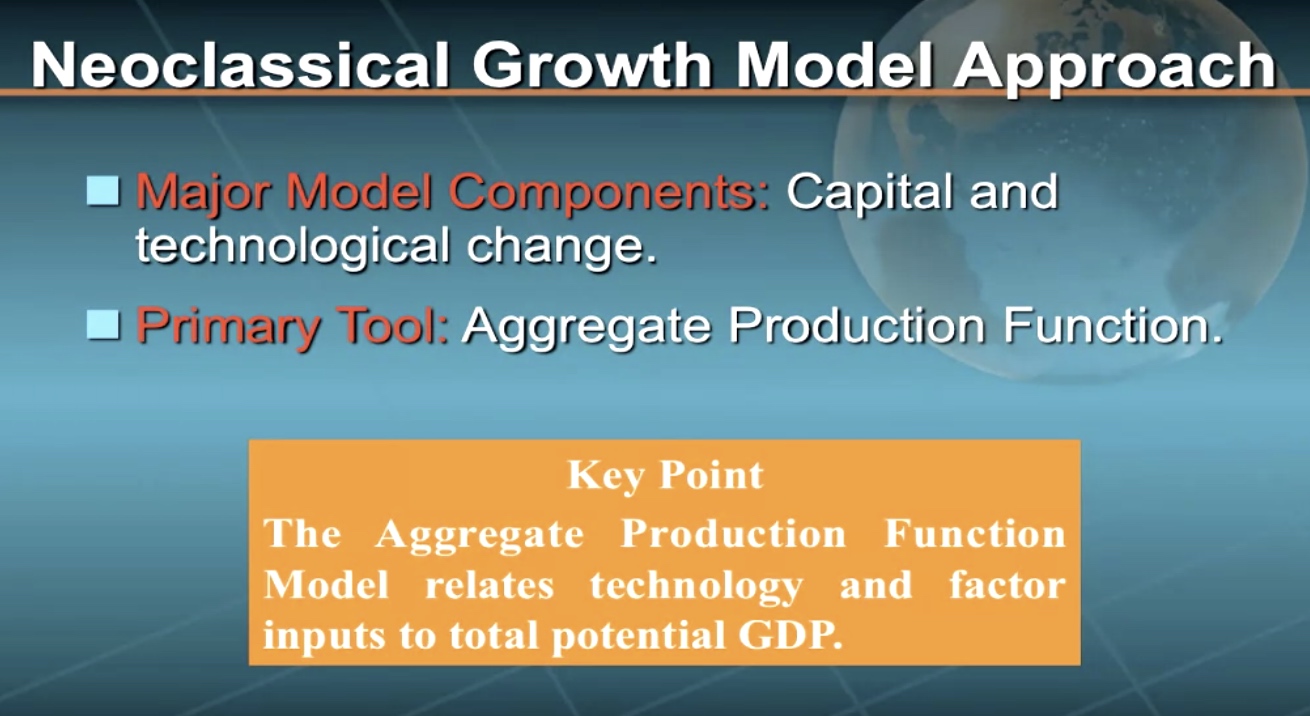 Neoclassical Growth Model Approach
Major Model Components: Capital and
technological change.
Primary Tool: Aggregate Production Function.
Key Point
The Aggregate Production Function
Model relates technology and factor
inputs to total potential GDP.